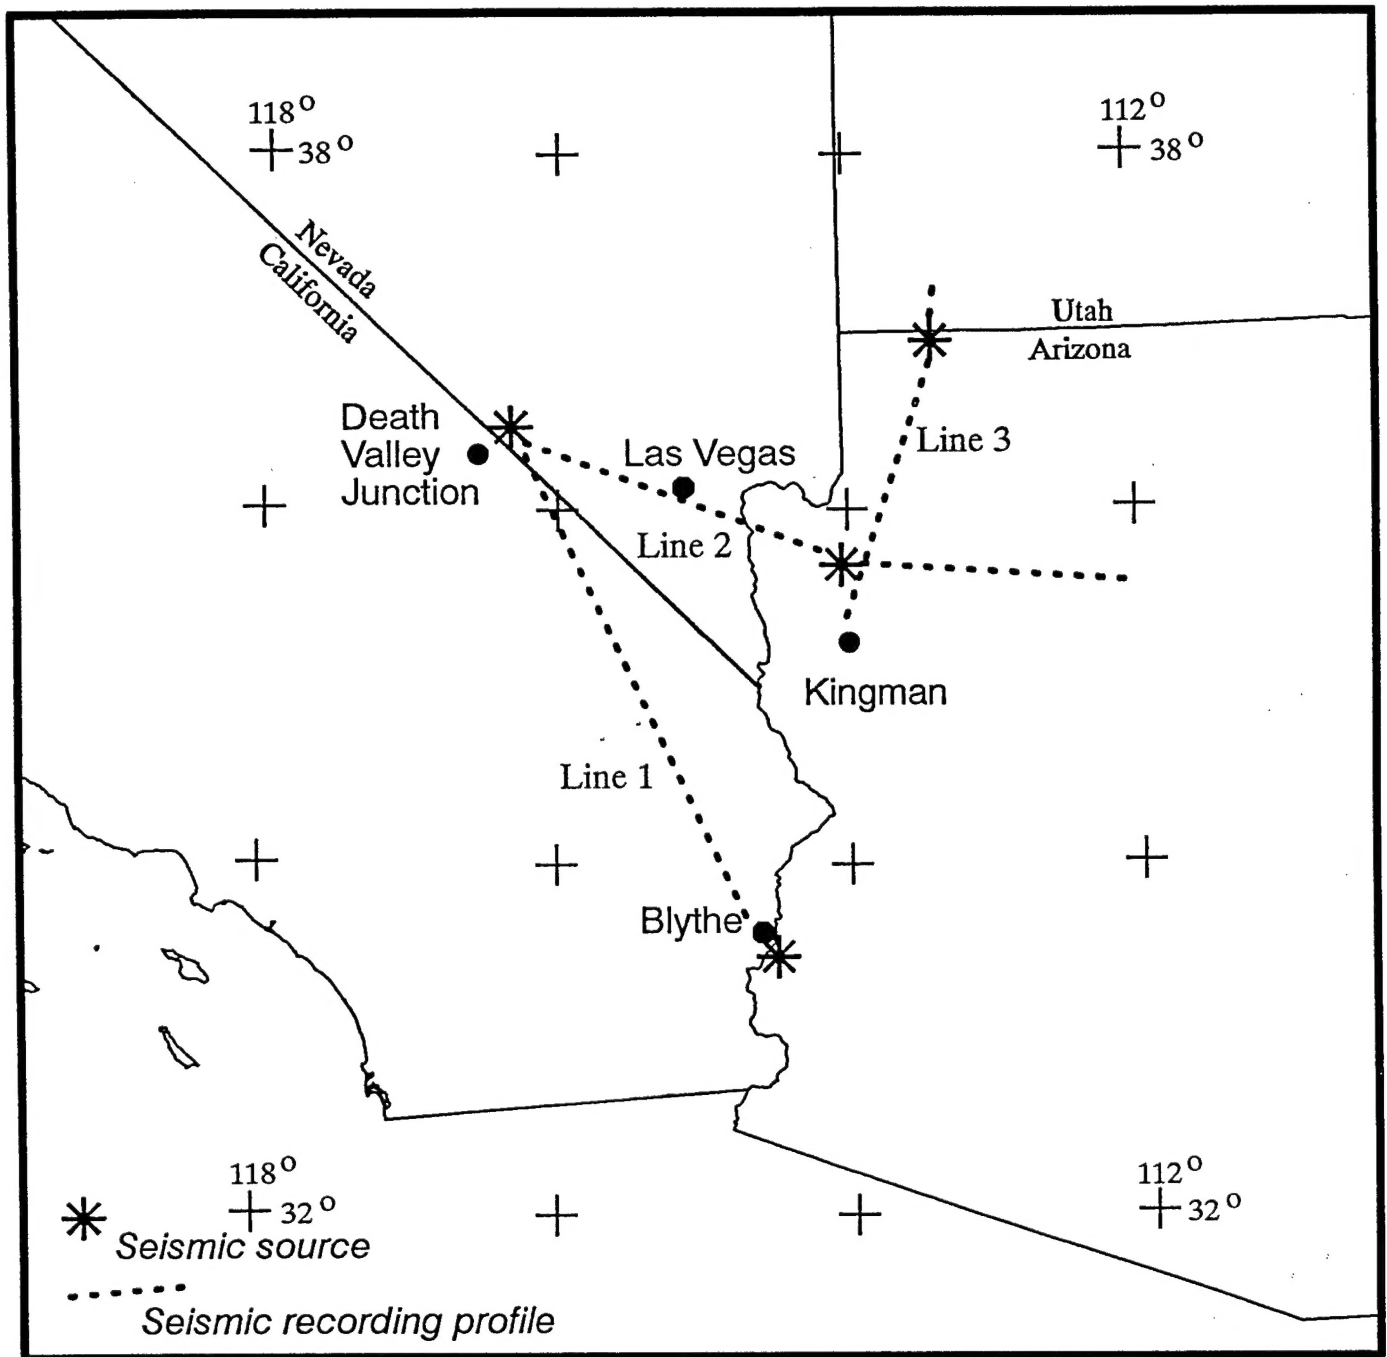 118°
38°
112°
38°
Nevada
California
Utah
Arizona
Death
Valley
Junction
Las Vegas
Line 3
Line 2
Kingman
Line 1
Blythe
118°
32°
112°
32°
Seismic source
Seismic recording profile